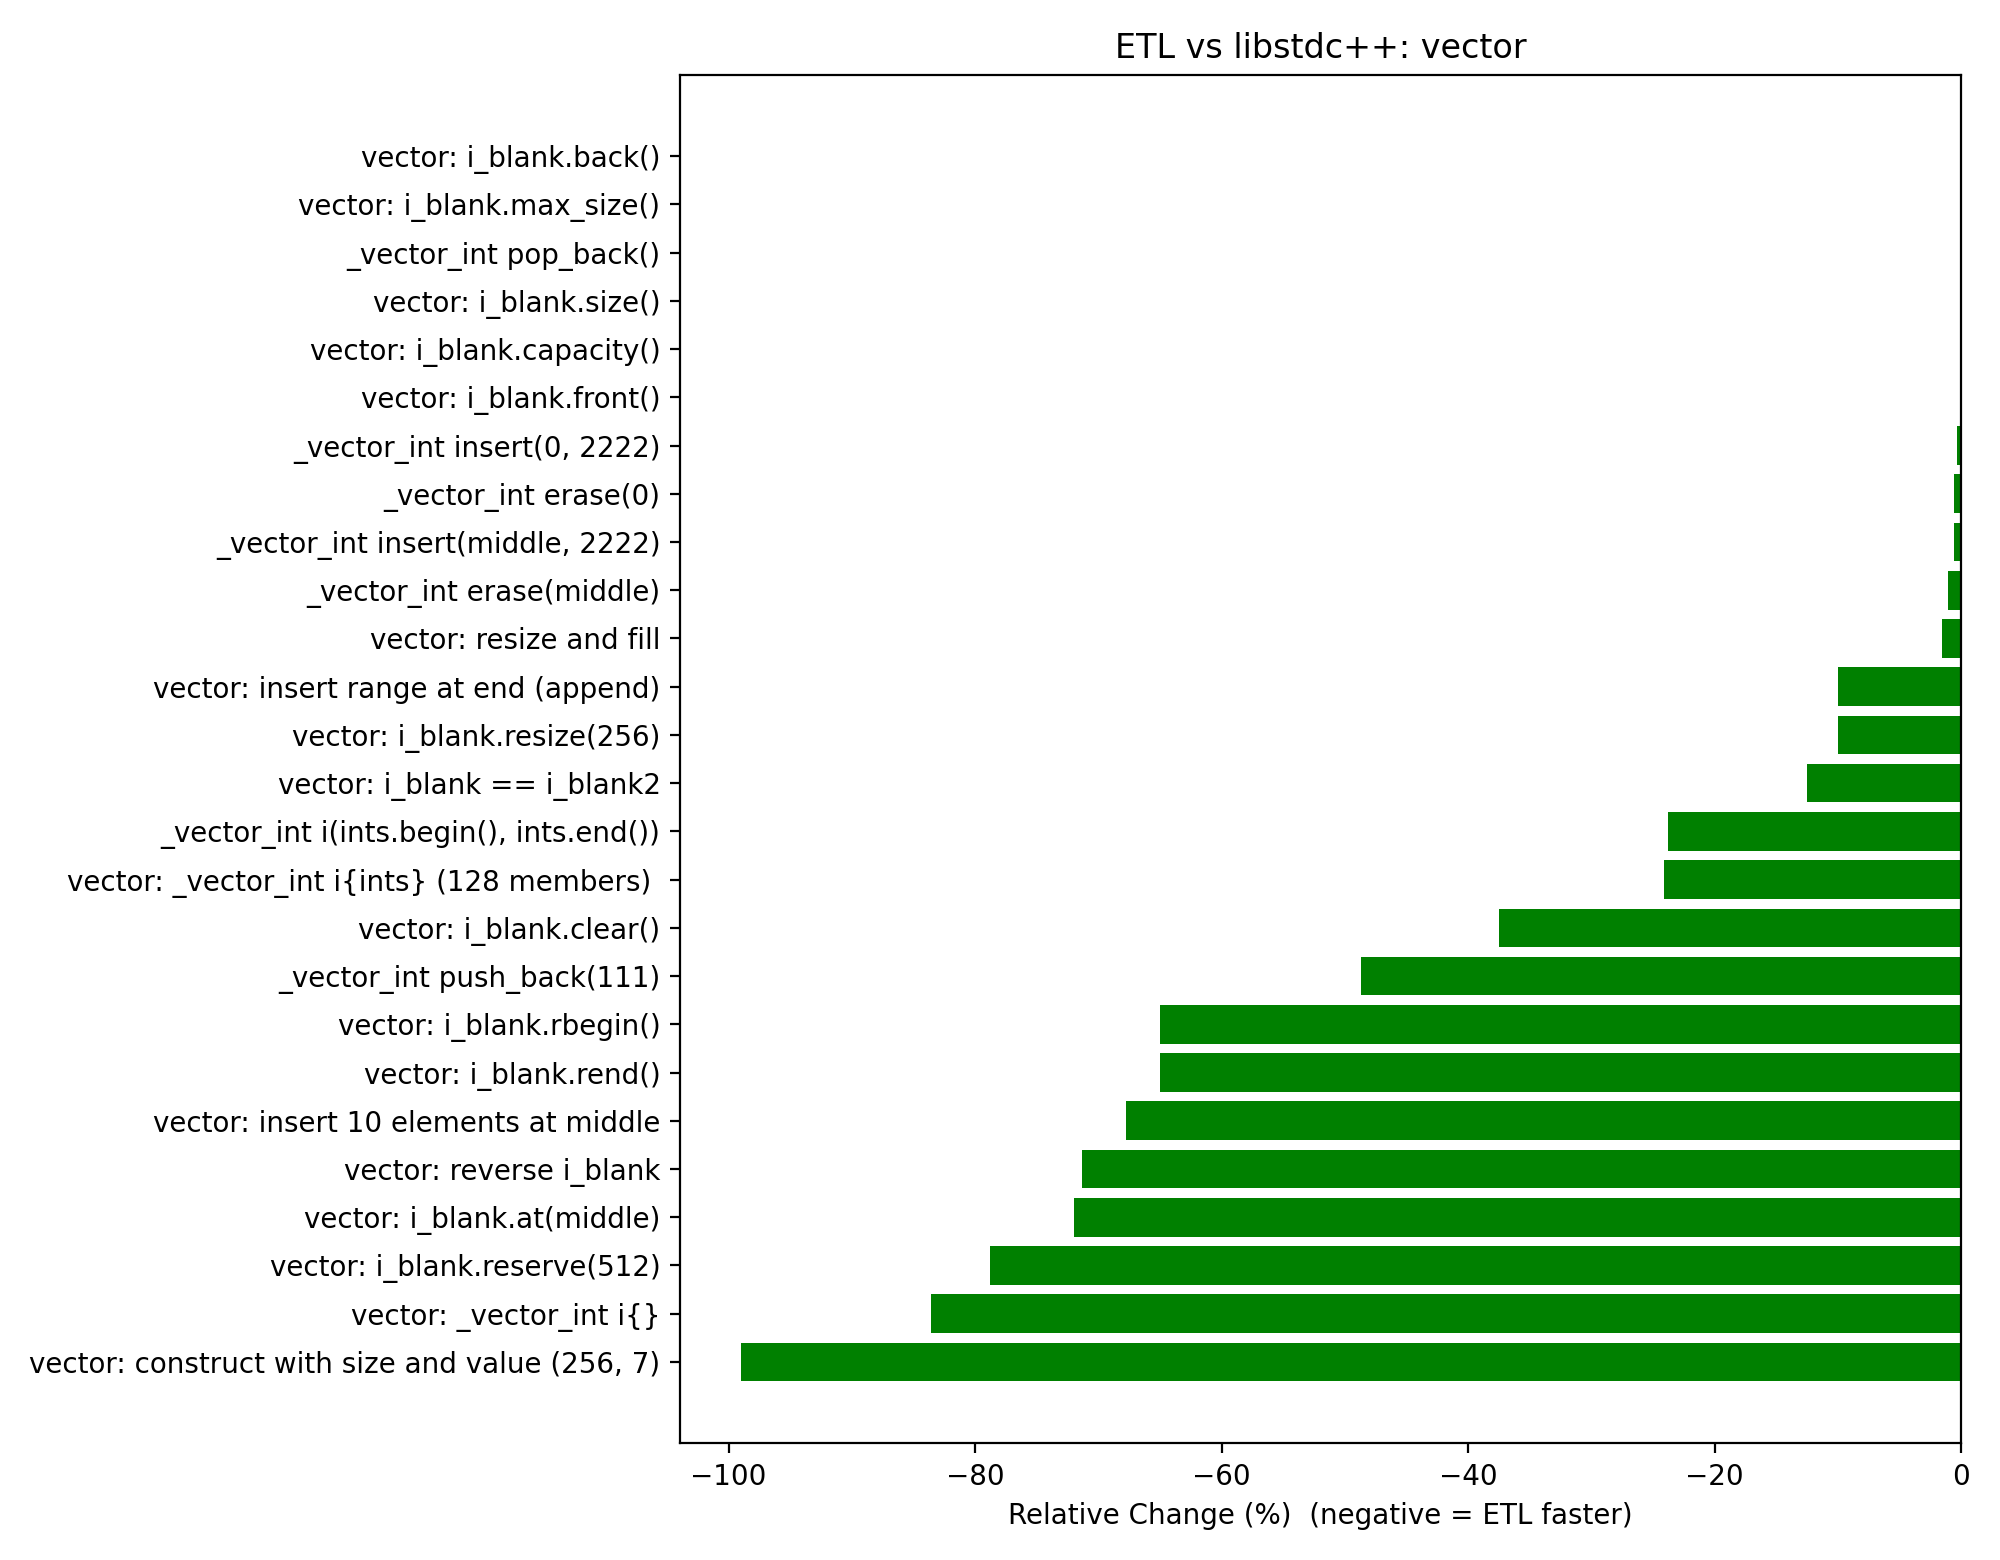 ETL vs libstdc++: vector
vector: i_blank.back()
vector: i_blank.max_size()
_vector_int pop_back()
vector: i_blank.size()
vector: i_blank.capacity()
vector: i_blank.front()
_vector_int insert(0, 2222)
_vector_int erase(0)
_vector_int insert(middle, 2222)
_vector_int erase(middle)
vector: resize and fill
vector: insert range at end (append)
vector: i_blank.resize(256)
vector: i_blank == i_blank2
_vector_int i(ints.begin(), ints.end())
vector: _vector_int i{ints} (128 members)
vector: i_blank.clear()
_vector_int push_back(111)
vector: i_blank.rbegin()
vector: i_blank.rend()
vector: insert 10 elements at middle
vector: reverse i_blank
vector: i_blank.at(middle)
vector: i_blank.reserve(512)
vector: _vector_int i{}
vector: construct with size and value (256, 7)
−100 −80 −60 −40 −20 0
Relative Change (%)  (negative = ETL faster)